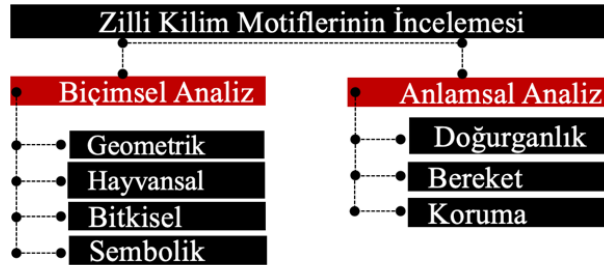 Zilli Kilim Motiflerinin İncelemesi
Biçimsel Analiz
Geometrik
Hayvansal
Bitkisel
Sembolik
Anlamsal Analiz
Doğurganlık
Bereket
Koruma